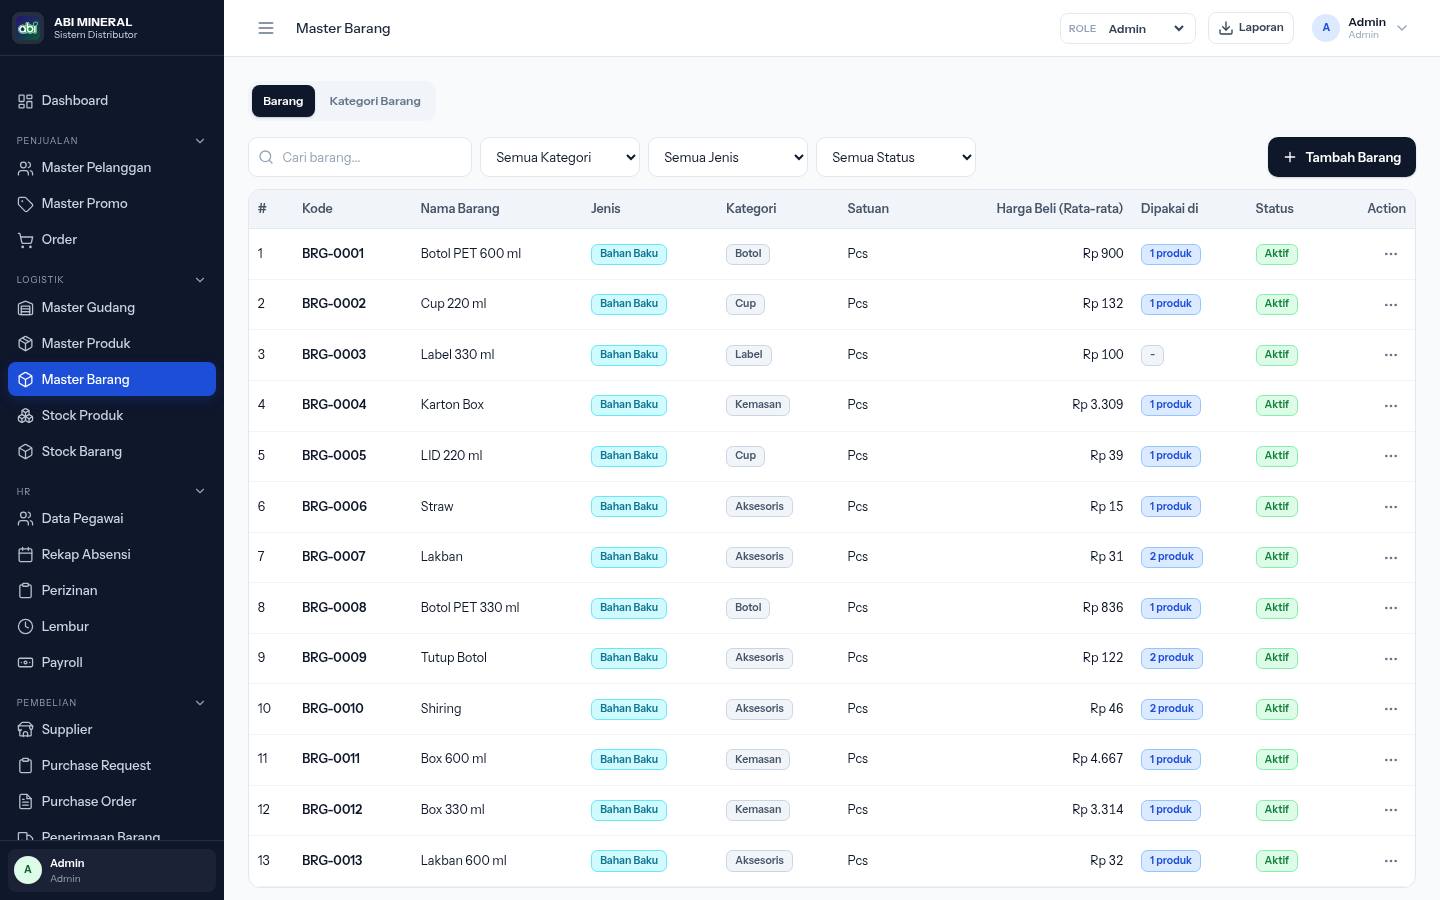 abi
ABI MINERAL
Sistem Distributor
Dashboard
PENJUALAN
Master Pelanggan
Master Promo
Order
LOGISTIK
Master Gudang
Master Produk
Master Barang
Stock Produk
Stock Barang
HR
Data Pegawai
Rekap Absensi
Perizinan
Lembur
Payroll
PEMBELIAN
Supplier
Purchase Request
Purchase Order
Penerimaan Barang
A Admin
Admin
Master Barang
ROLE Admin
Laporan
A Admin
Admin
Barang Kategori Barang
Cari barang... Semua Kategori Semua Jenis Semua Status + Tambah Barang
# Kode Nama Barang Jenis Kategori Satuan Harga Beli (Rata-rata) Dipakai di Status Action
1 BRG-0001 Botol PET 600 ml Bahan Baku Botol Pcs Rp 900 1 produk Aktif ...
2 BRG-0002 Cup 220 ml Bahan Baku Cup Pcs Rp 132 1 produk Aktif ...
3 BRG-0003 Label 330 ml Bahan Baku Label Pcs Rp 100 - Aktif ...
4 BRG-0004 Karton Box Bahan Baku Kemasan Pcs Rp 3.309 1 produk Aktif ...
5 BRG-0005 LID 220 ml Bahan Baku Cup Pcs Rp 39 1 produk Aktif ...
6 BRG-0006 Straw Bahan Baku Aksesoris Pcs Rp 15 1 produk Aktif ...
7 BRG-0007 Lakban Bahan Baku Aksesoris Pcs Rp 31 2 produk Aktif ...
8 BRG-0008 Botol PET 330 ml Bahan Baku Botol Pcs Rp 836 1 produk Aktif ...
9 BRG-0009 Tutup Botol Bahan Baku Aksesoris Pcs Rp 122 2 produk Aktif ...
10 BRG-0010 Shiring Bahan Baku Aksesoris Pcs Rp 46 2 produk Aktif ...
11 BRG-0011 Box 600 ml Bahan Baku Kemasan Pcs Rp 4.667 1 produk Aktif ...
12 BRG-0012 Box 330 ml Bahan Baku Kemasan Pcs Rp 3.314 1 produk Aktif ...
13 BRG-0013 Lakban 600 ml Bahan Baku Aksesoris Pcs Rp 32 1 produk Aktif ...